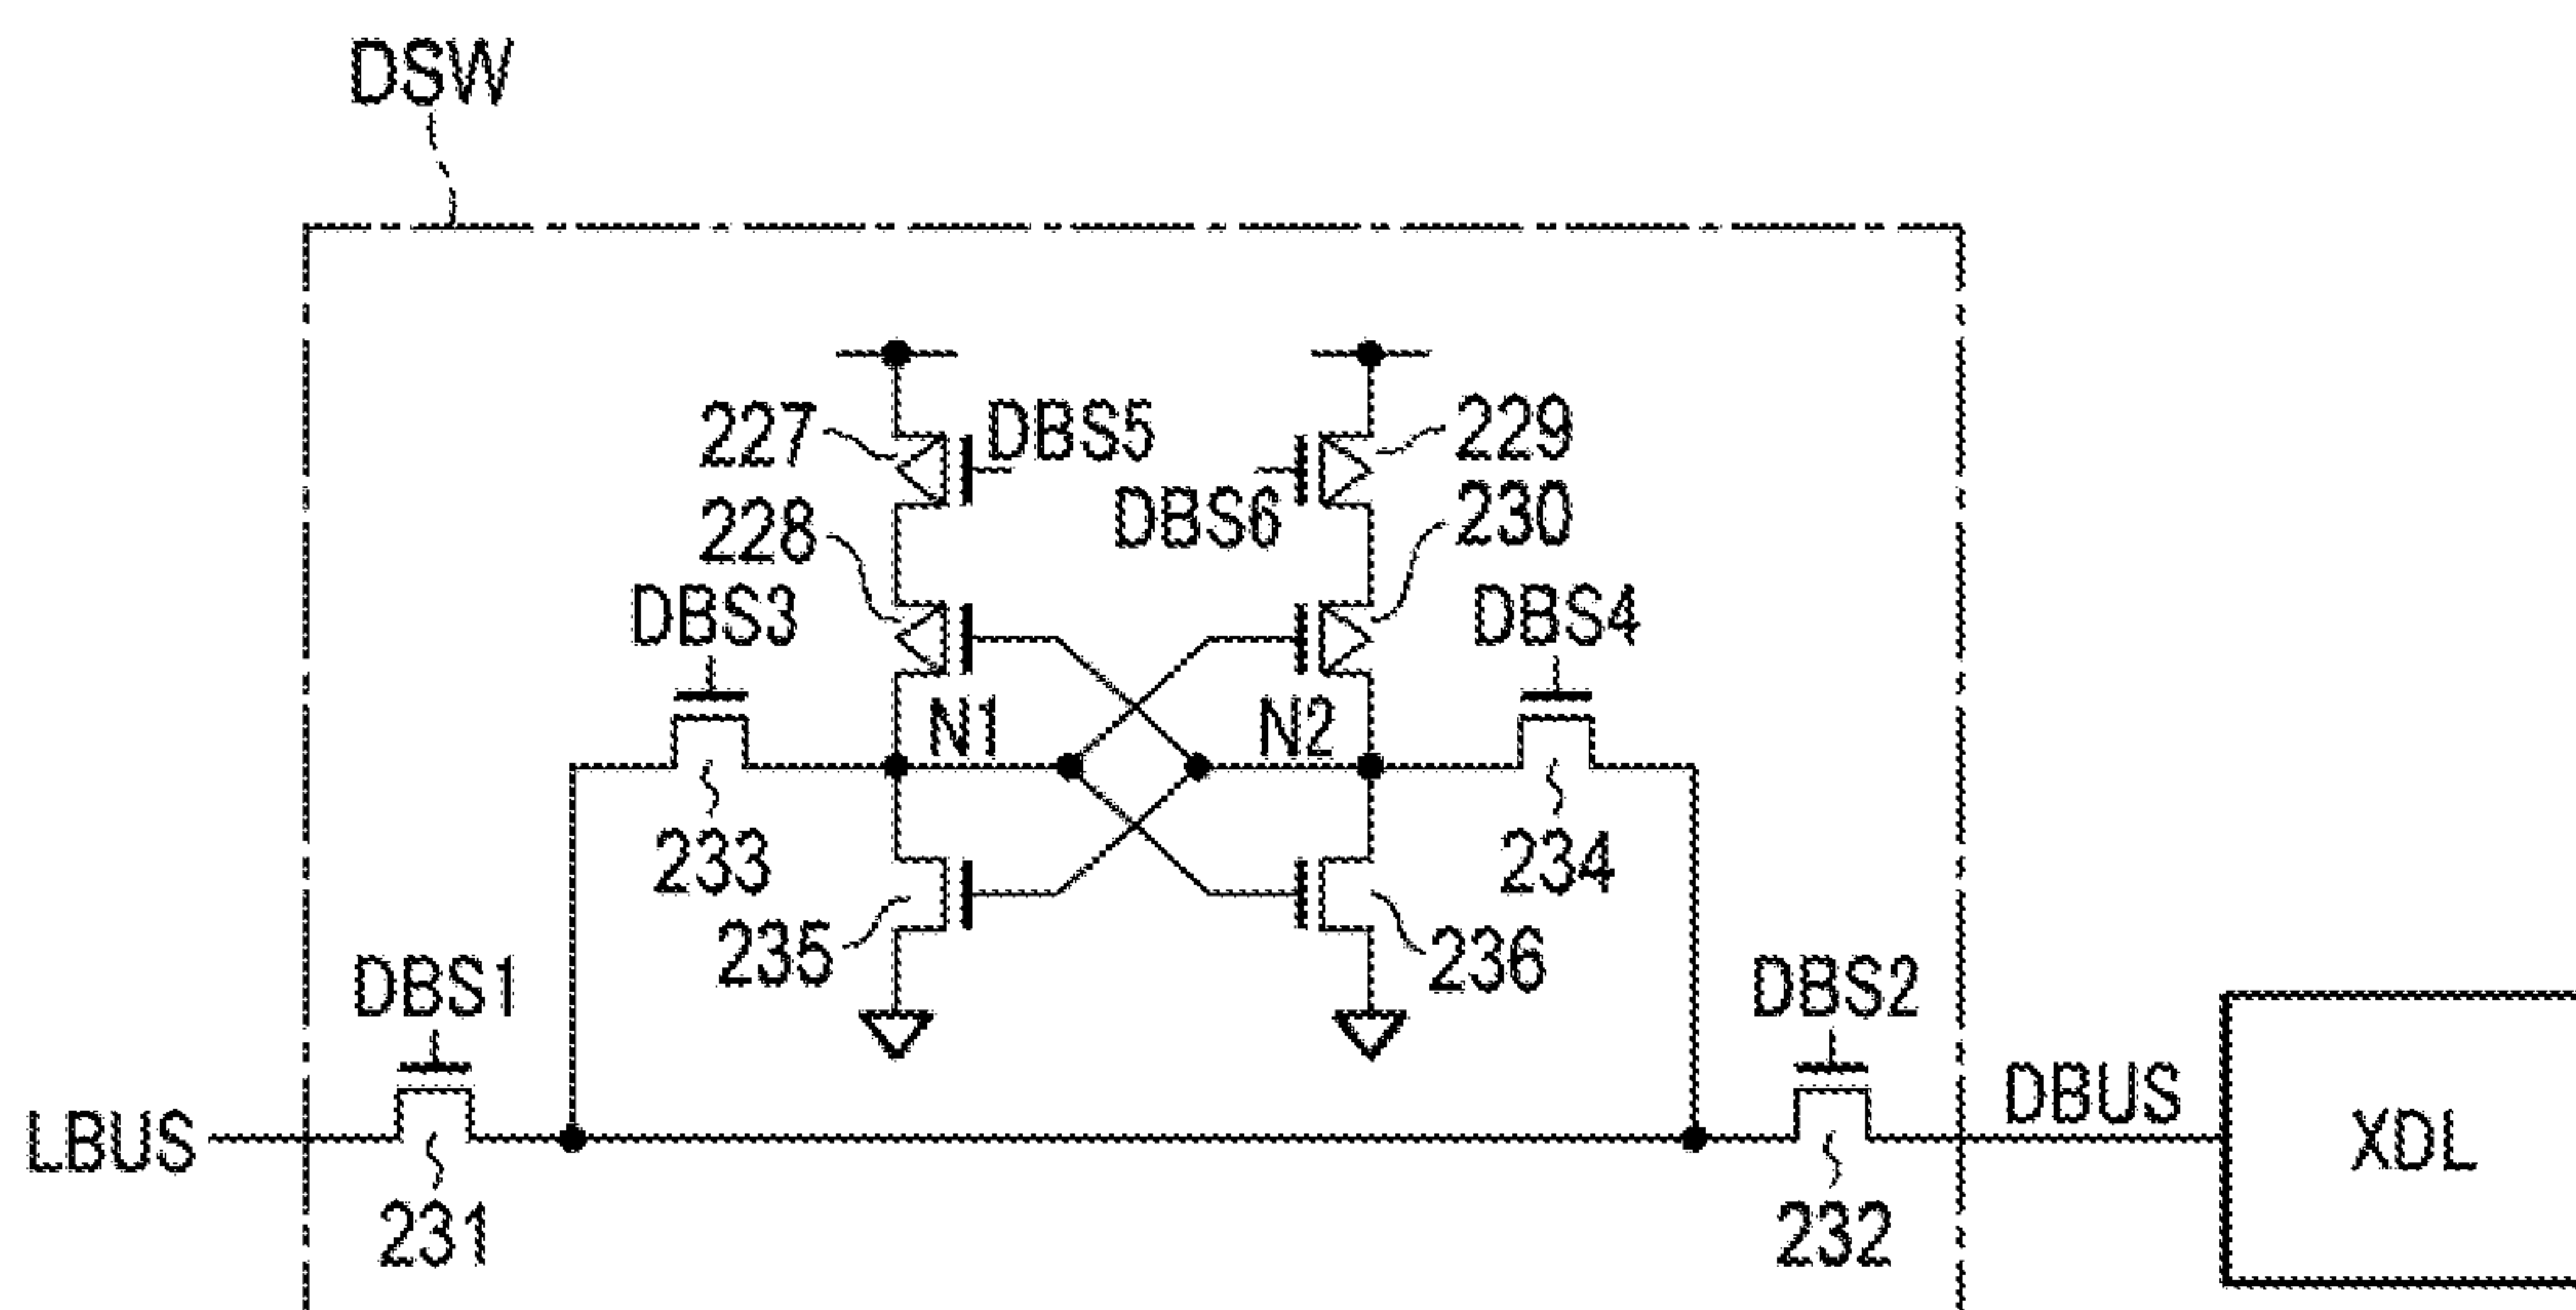 DSW
227
DBS5
229
DBS6
228
230
DBS3
DBS4
N1
N2
233
234
235
236
DBS1
DBS2
LBUS
DBUS
XDL
231
232